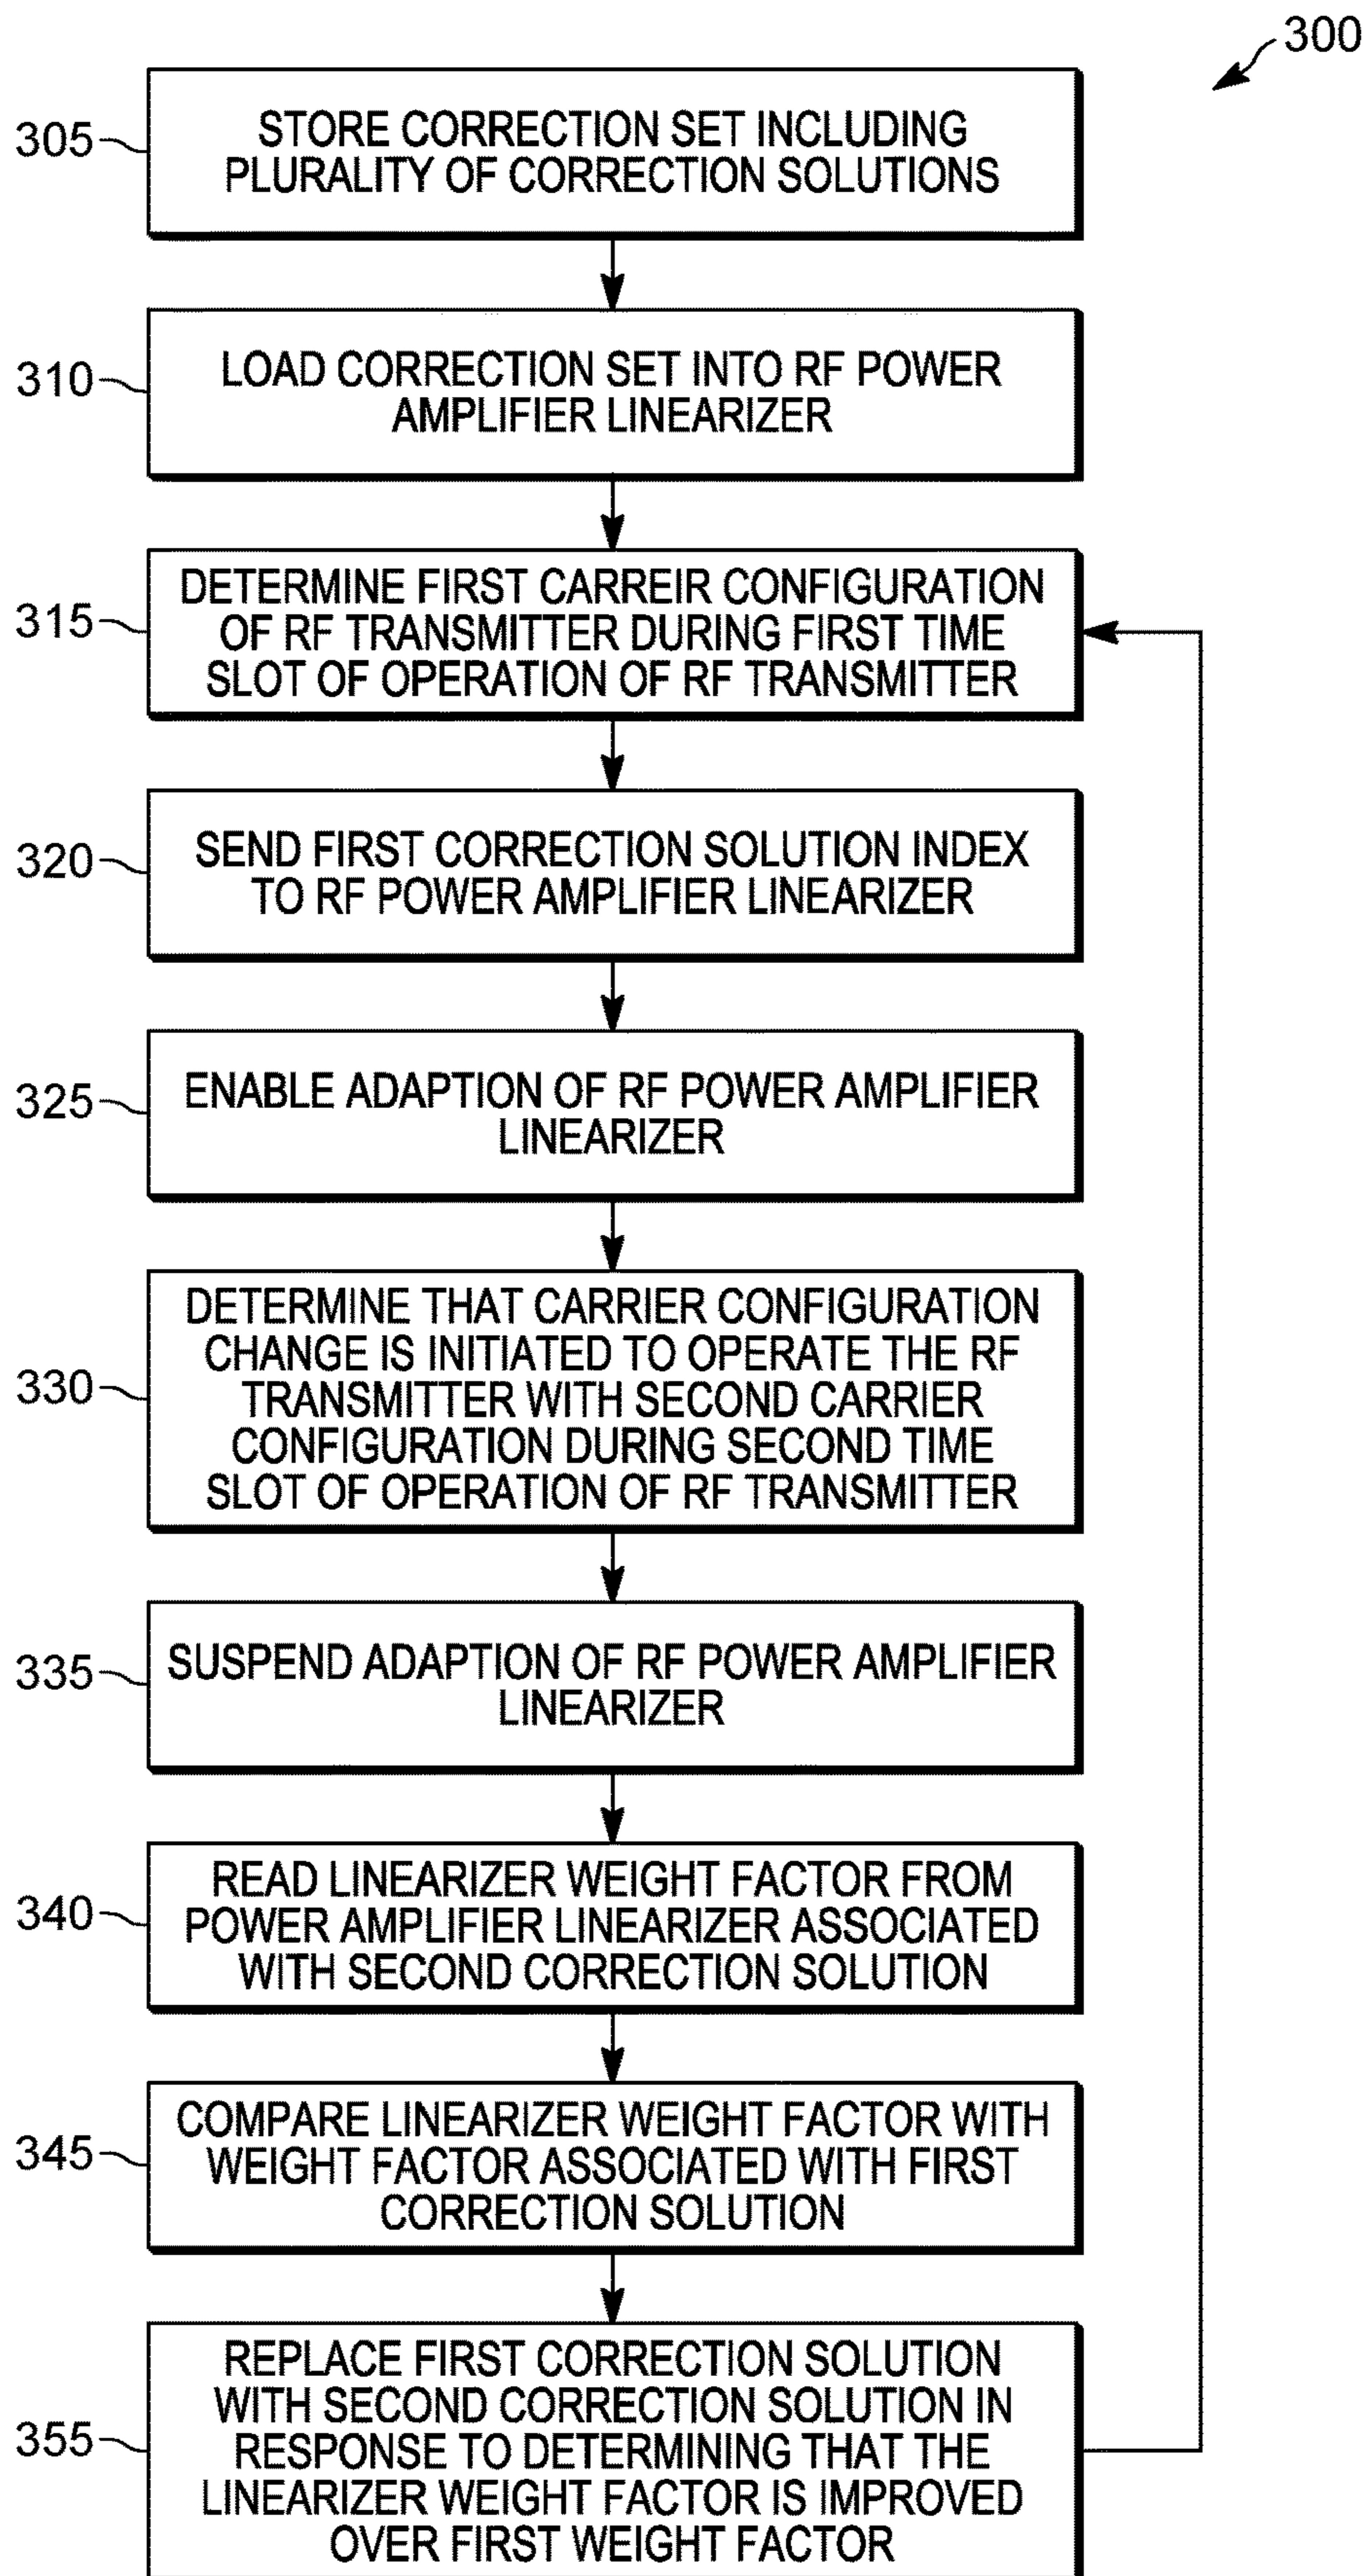 300
305
STORE CORRECTION SET INCLUDING
PLURALITY OF CORRECTION SOLUTIONS
310
LOAD CORRECTION SET INTO RF POWER
AMPLIFIER LINEARIZER
315
DETERMINE FIRST CARREIR CONFIGURATION
OF RF TRANSMITTER DURING FIRST TIME
SLOT OF OPERATION OF RF TRANSMITTER
320
SEND FIRST CORRECTION SOLUTION INDEX
TO RF POWER AMPLIFIER LINEARIZER
325
ENABLE ADAPTION OF RF POWER AMPLIFIER
LINEARIZER
330
DETERMINE THAT CARRIER CONFIGURATION
CHANGE IS INITIATED TO OPERATE THE RF
TRANSMITTER WITH SECOND CARRIER
CONFIGURATION DURING SECOND TIME
SLOT OF OPERATION OF RF TRANSMITTER
335
SUSPEND ADAPTION OF RF POWER AMPLIFIER
LINEARIZER
340
READ LINEARIZER WEIGHT FACTOR FROM
POWER AMPLIFIER LINEARIZER ASSOCIATED
WITH SECOND CORRECTION SOLUTION
345
COMPARE LINEARIZER WEIGHT FACTOR WITH
WEIGHT FACTOR ASSOCIATED WITH FIRST
CORRECTION SOLUTION
355
REPLACE FIRST CORRECTION SOLUTION
WITH SECOND CORRECTION SOLUTION IN
RESPONSE TO DETERMINING THAT THE
LINEARIZER WEIGHT FACTOR IS IMPROVED
OVER FIRST WEIGHT FACTOR